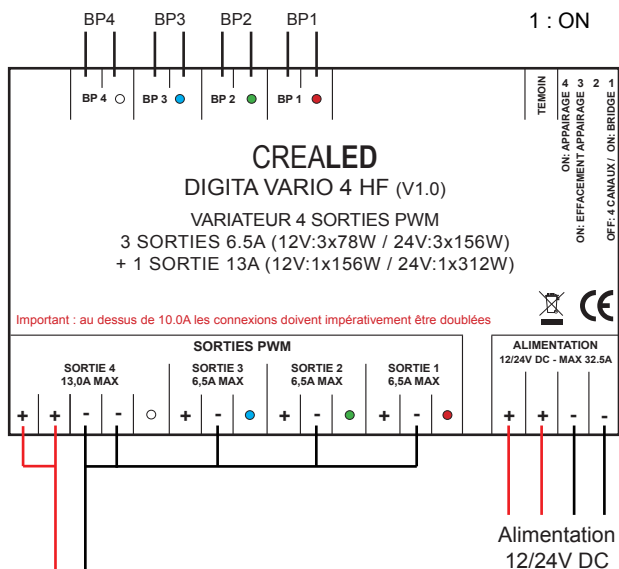 BP4 BP3 BP2 BP1
1 : ON
BP 4 BP 3 BP 2 BP 1
TEMOIN
4 3 2 1
ON: APPAIRAGE
ON: EFFACEMENT APPAIRAGE
OFF: 4 CANAUX / ON: BRIDGE
CREALED
DIGITA VARIO 4 HF (V1.0)
VARIATEUR 4 SORTIES PWM
3 SORTIES 6.5A (12V:3x78W / 24V:3x156W)
+ 1 SORTIE 13A (12V:1x156W / 24V:1x312W)
CE
Important : au dessus de 10.0A les connexions doivent impérativement être doublées
SORTIES PWM
SORTIE 4
13,0A MAX
SORTIE 3
6,5A MAX
SORTIE 2
6,5A MAX
SORTIE 1
6,5A MAX
ALIMENTATION
12/24V DC - MAX 32.5A
+ + - - + - + - + - + + - -
Alimentation
12/24V DC